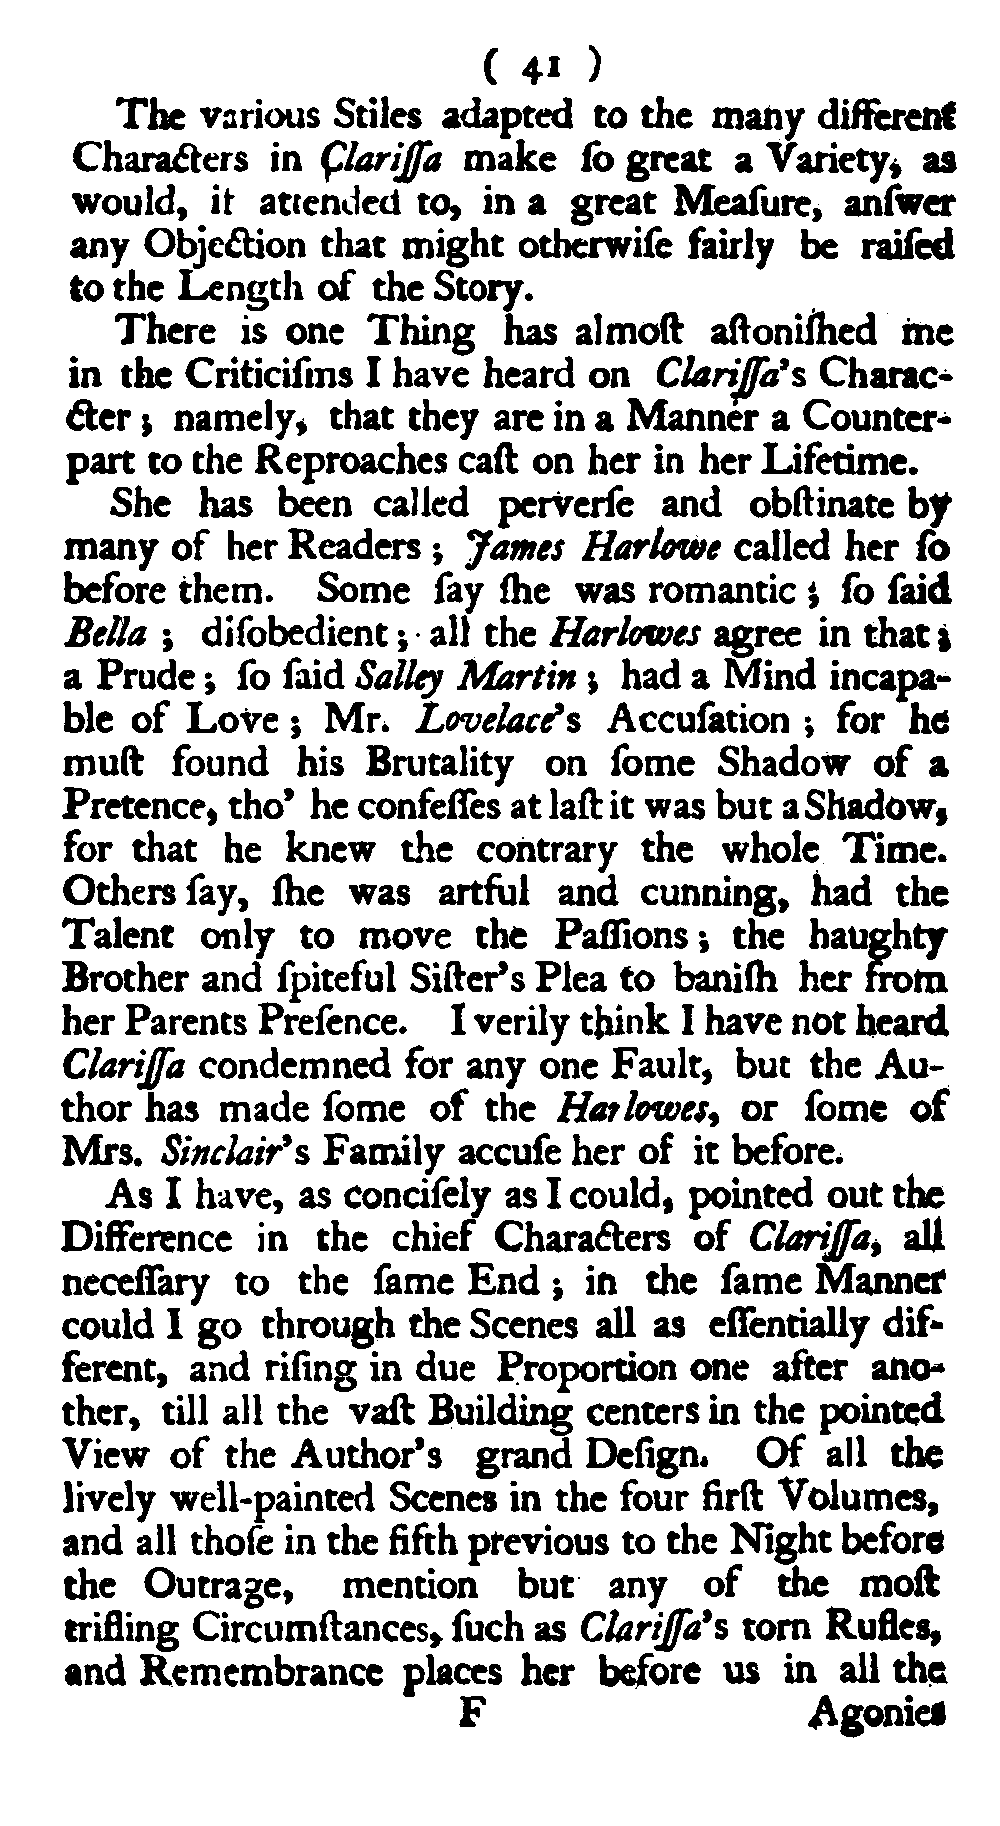 ( 41 )
The various Stiles adapted to the many different
Characters in Clariſſa make ſo great a Variety, as
would, if attended to, in a great Meaſure, anſwer
any Objection that might otherwiſe fairly be raiſed
to the Length of the Story.
There is one Thing has almoſt aſtoniſhed me
in the Criticiſms I have heard on Clariſſa's Charac-
cter; namely, that they are in a Manner a Counter-
part to the Reproaches caſt on her in her Lifetime.
She has been called perverſe and obſtinate by
many of her Readers; James Harlowe called her ſo
before them. Some ſay ſhe was romantic; ſo ſaid
Bella; diſobedient; all the Harlowes agree in that;
a Prude; ſo ſaid Salley Martin; had a Mind incapa-
ble of Love; Mr. Lovelace's Accuſation; for he
muſt found his Brutality on ſome Shadow of a
Pretence, tho' he confeſſes at laſt it was but a Shadow,
for that he knew the contrary the whole Time.
Others ſay, ſhe was artful and cunning, had the
Talent only to move the Paſſions; the haughty
Brother and ſpiteful Siſter's Plea to baniſh her from
her Parents Preſence. I verily think I have not heard
Clariſſa condemned for any one Fault, but the Au-
thor has made ſome of the Harlowes, or ſome of
Mrs. Sinclair's Family accuſe her of it before.
As I have, as conciſely as I could, pointed out the
Difference in the chief Characters of Clariſſa, all
neceſſary to the ſame End; in the ſame Manner
could I go through the Scenes all as eſſentially dif-
ferent, and riſing in due Proportion one after ano-
ther, till all the vaſt Building centers in the pointed
View of the Author's grand Deſign. Of all the
lively well-painted Scenes in the four firſt Volumes,
and all thoſe in the fifth previous to the Night before
the Outrage, mention but any of the moſt
trifling Circumſtances, ſuch as Clariſſa's torn Rufles,
and Remembrance places her before us in all the
F Agonies